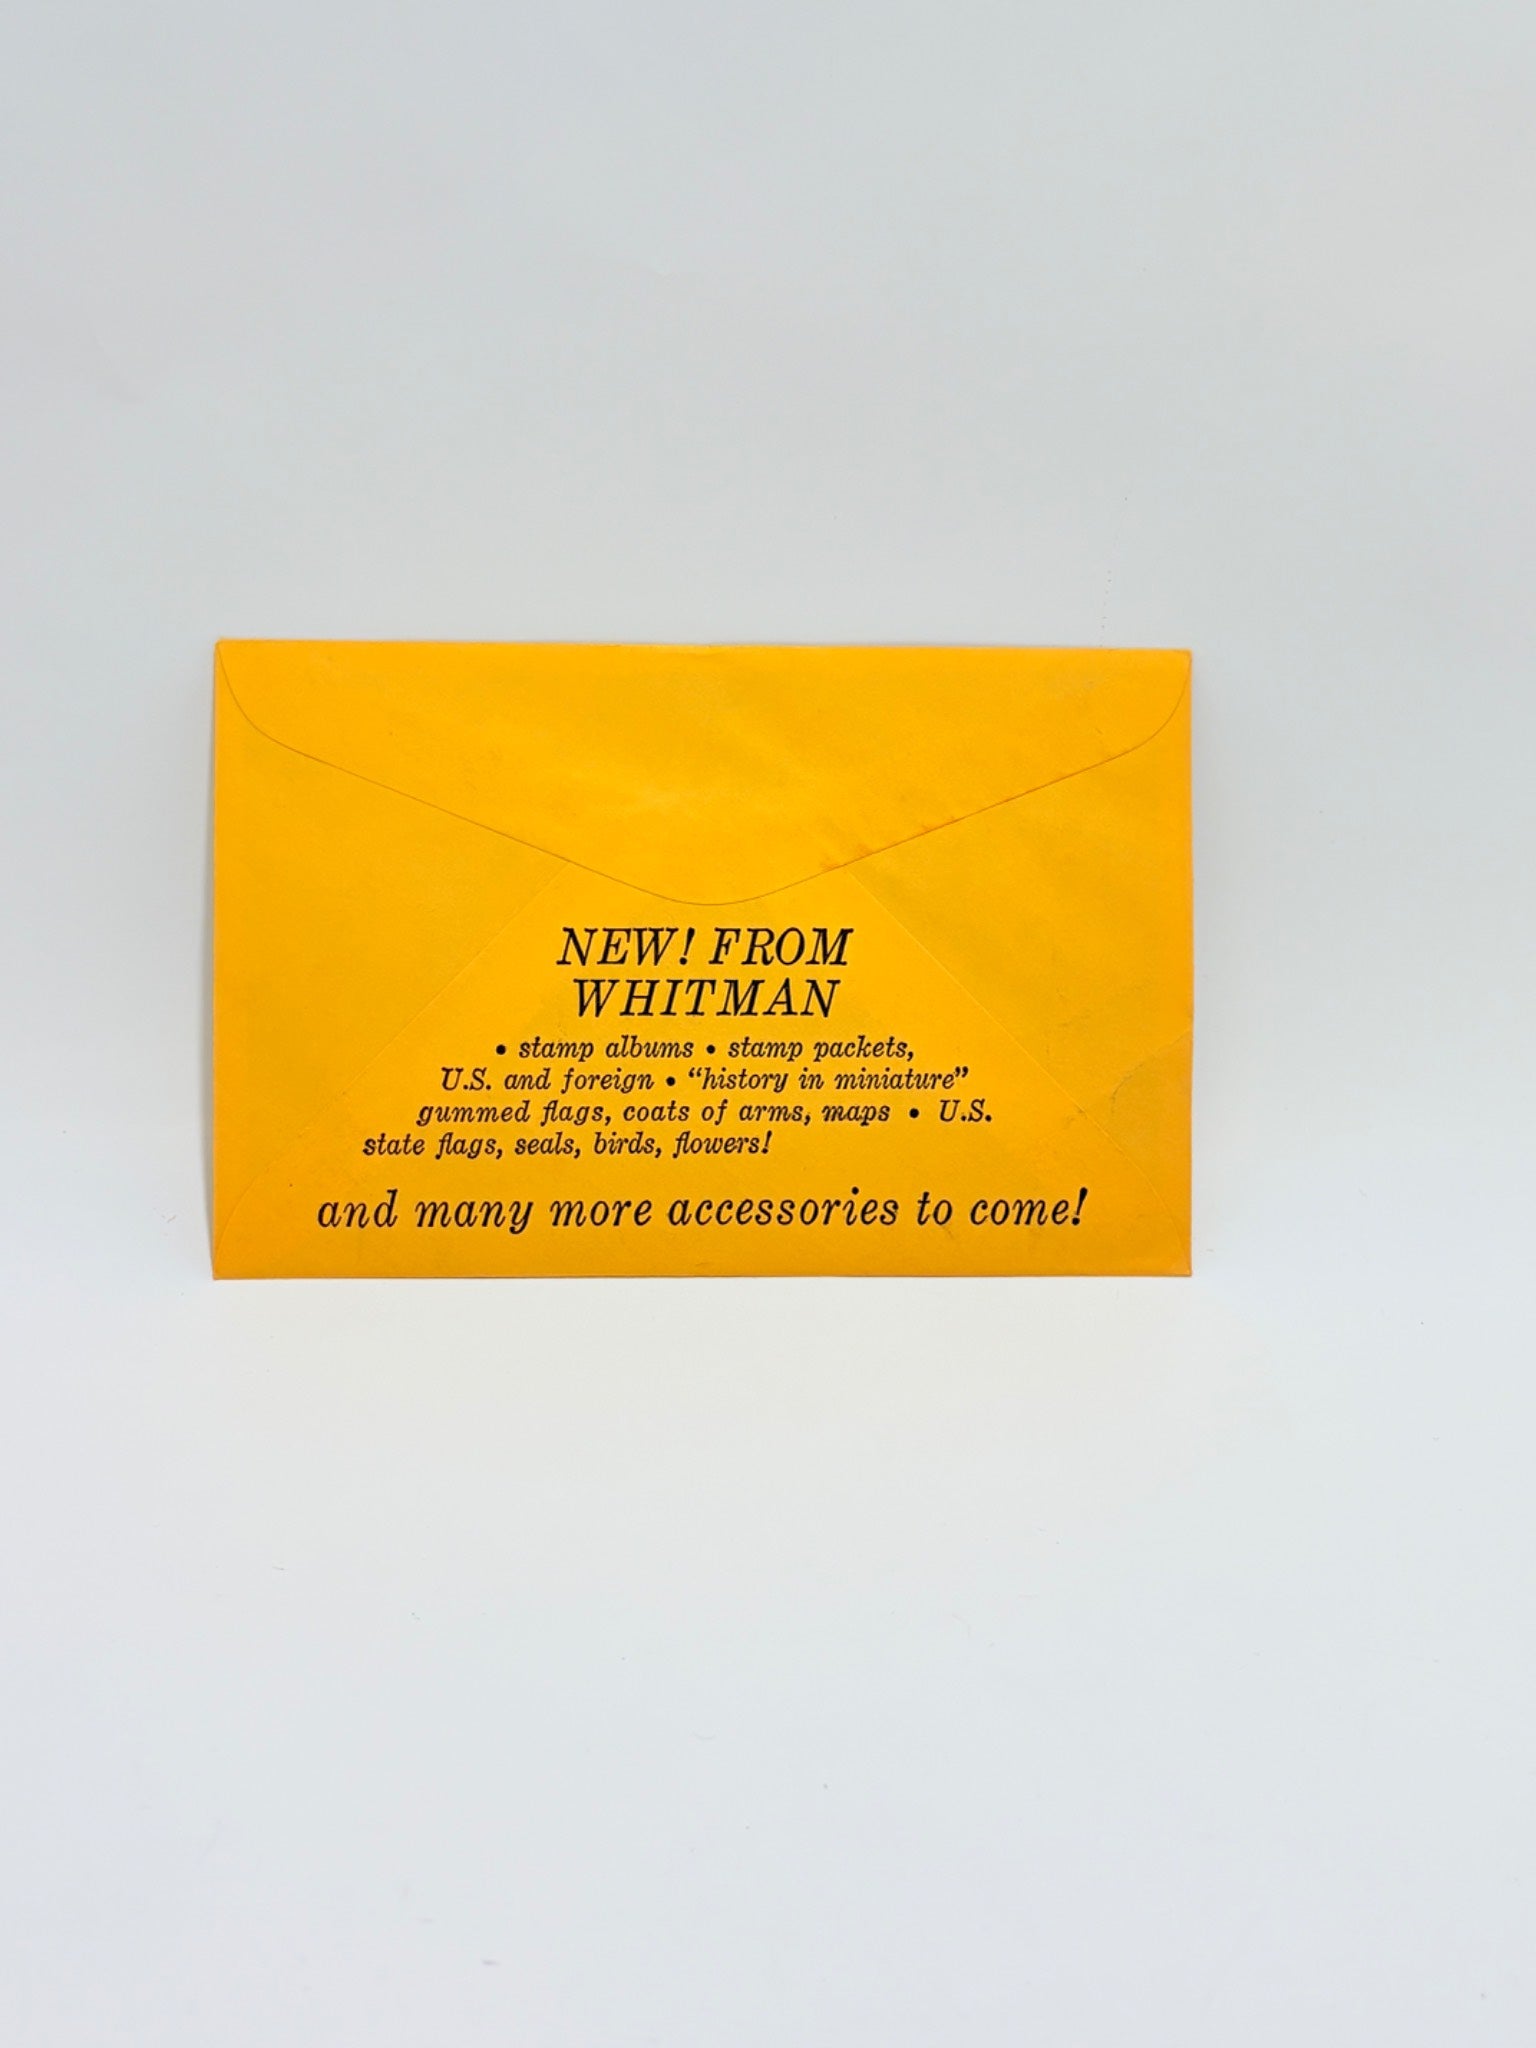 NEW! FROM
WHITMAN
• stamp albums • stamp packets,
U.S. and foreign • “history in miniature”
gummed flags, coats of arms, maps • U.S.
state flags, seals, birds, flowers!
and many more accessories to come!